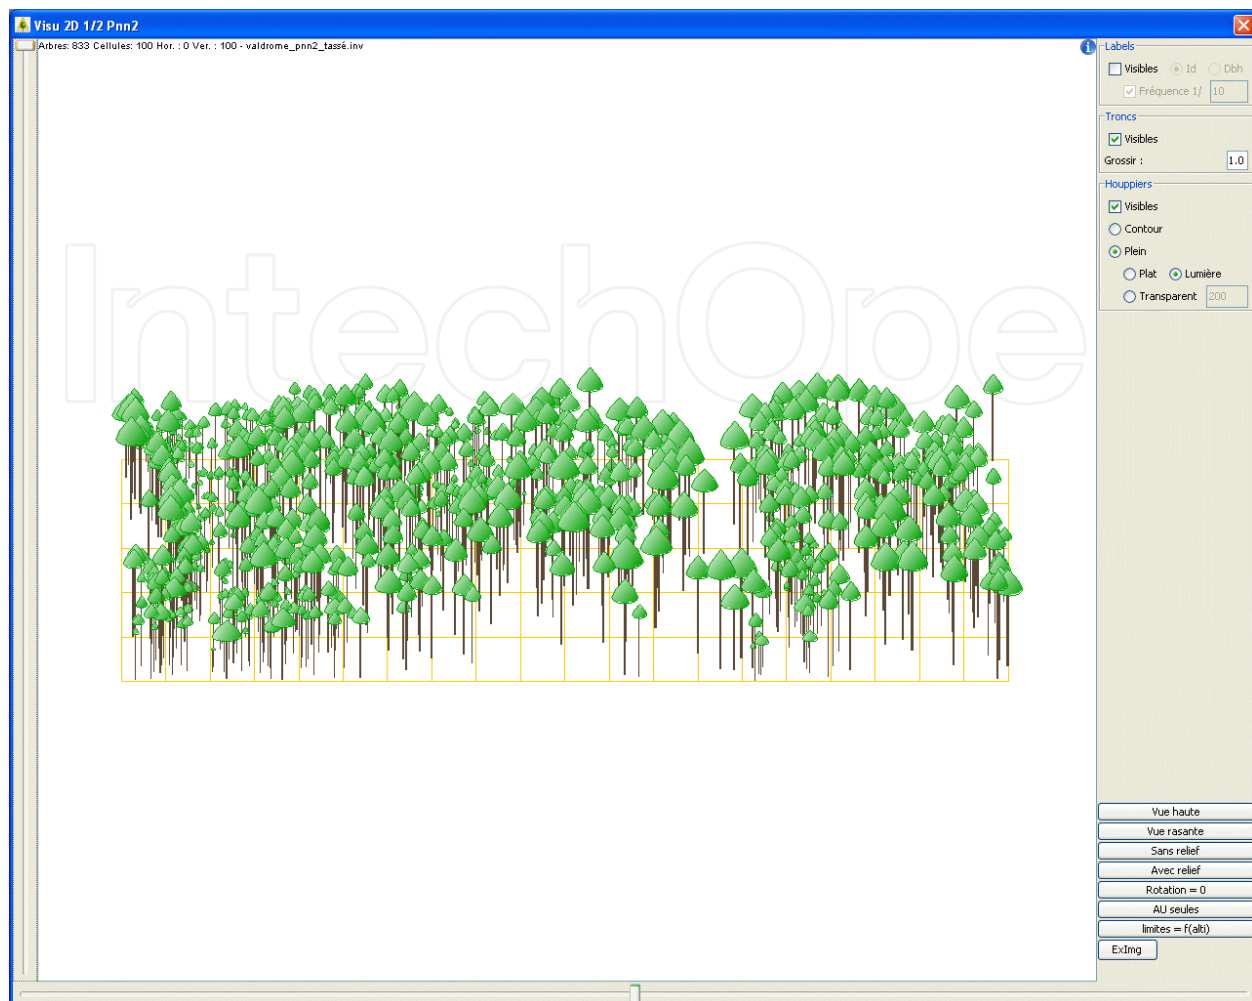 Visu 2D 1/2 Pnn2
Arbres: 833 Cellules: 100 Hor. : 0 Ver. : 100 - valdrome_pnn2_tassé.inv
Labels
Visibles Id Dbh
Fréquence 1/ 10
Troncs
Visibles
Grossir : 1.0
Houppiers
Visibles
Contour
Plein
Plat Lumière
Transparent 200
IntechOpe
Vue haute
Vue rasante
Sans relief
Avec relief
Rotation = 0
AU seules
limites = f(alti)
ExImg